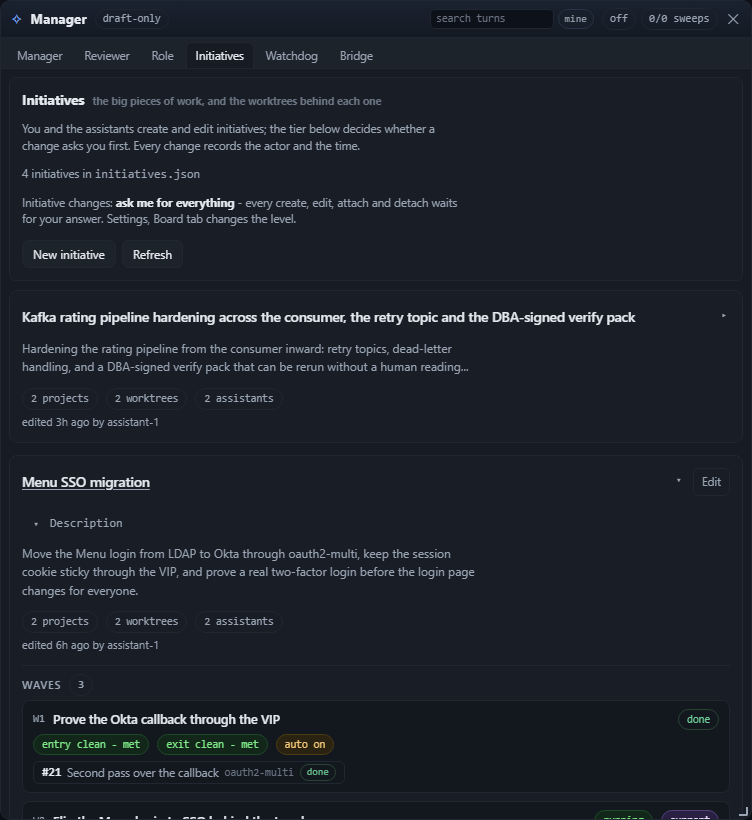 Manager draft-only search turns mine off 0/0 sweeps
Manager Reviewer Role Initiatives Watchdog Bridge
Initiatives the big pieces of work, and the worktrees behind each one
You and the assistants create and edit initiatives; the tier below decides whether a
change asks you first. Every change records the actor and the time.
4 initiatives in initiatives.json
Initiative changes: ask me for everything - every create, edit, attach and detach waits
for your answer. Settings, Board tab changes the level.
New initiative Refresh
Kafka rating pipeline hardening across the consumer, the retry topic and the DBA-signed verify pack
Hardening the rating pipeline from the consumer inward: retry topics, dead-letter
handling, and a DBA-signed verify pack that can be rerun without a human reading...
2 projects 2 worktrees 2 assistants
edited 3h ago by assistant-1
Menu SSO migration Edit
Description
Move the Menu login from LDAP to Okta through oauth2-multi, keep the session
cookie sticky through the VIP, and prove a real two-factor login before the login page
changes for everyone.
2 projects 2 worktrees 2 assistants
edited 6h ago by assistant-1
WAVES 3
W1 Prove the Okta callback through the VIP done
entry clean - met exit clean - met auto on
#21 Second pass over the callback oauth2-multi done